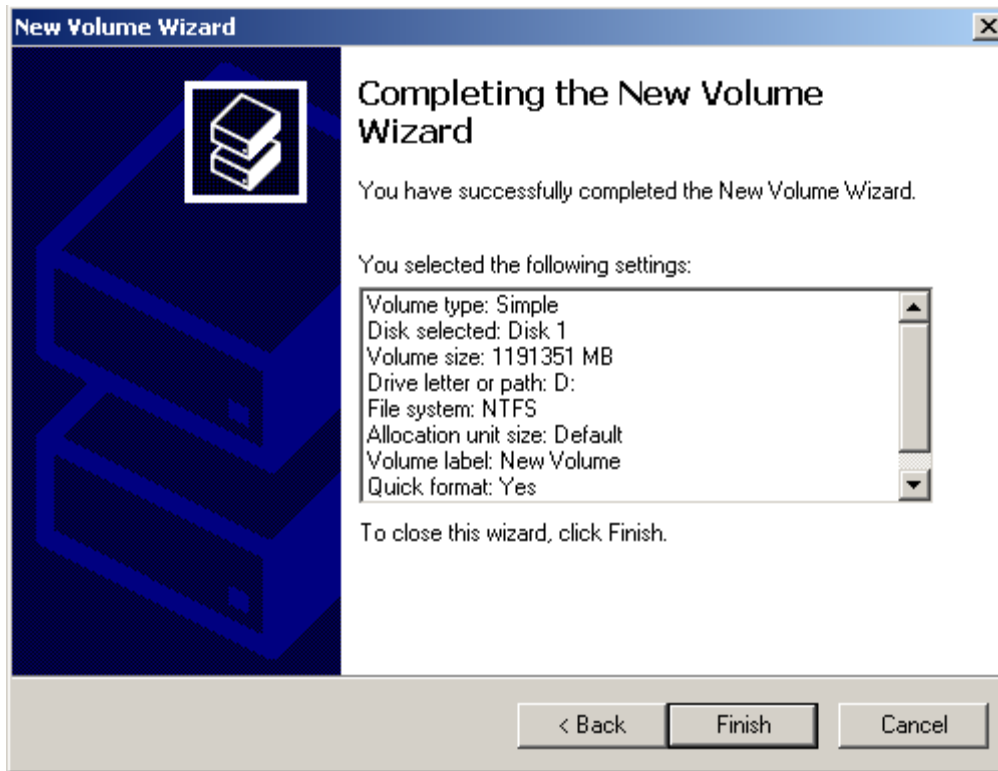 New Volume Wizard
Completing the New Volume
Wizard
You have successfully completed the New Volume Wizard.
You selected the following settings:
Volume type: Simple
Disk selected: Disk 1
Volume size: 1191351 MB
Drive letter or path: D:
File system: NTFS
Allocation unit size: Default
Volume label: New Volume
Quick format: Yes
To close this wizard, click Finish.
< Back
Finish
Cancel